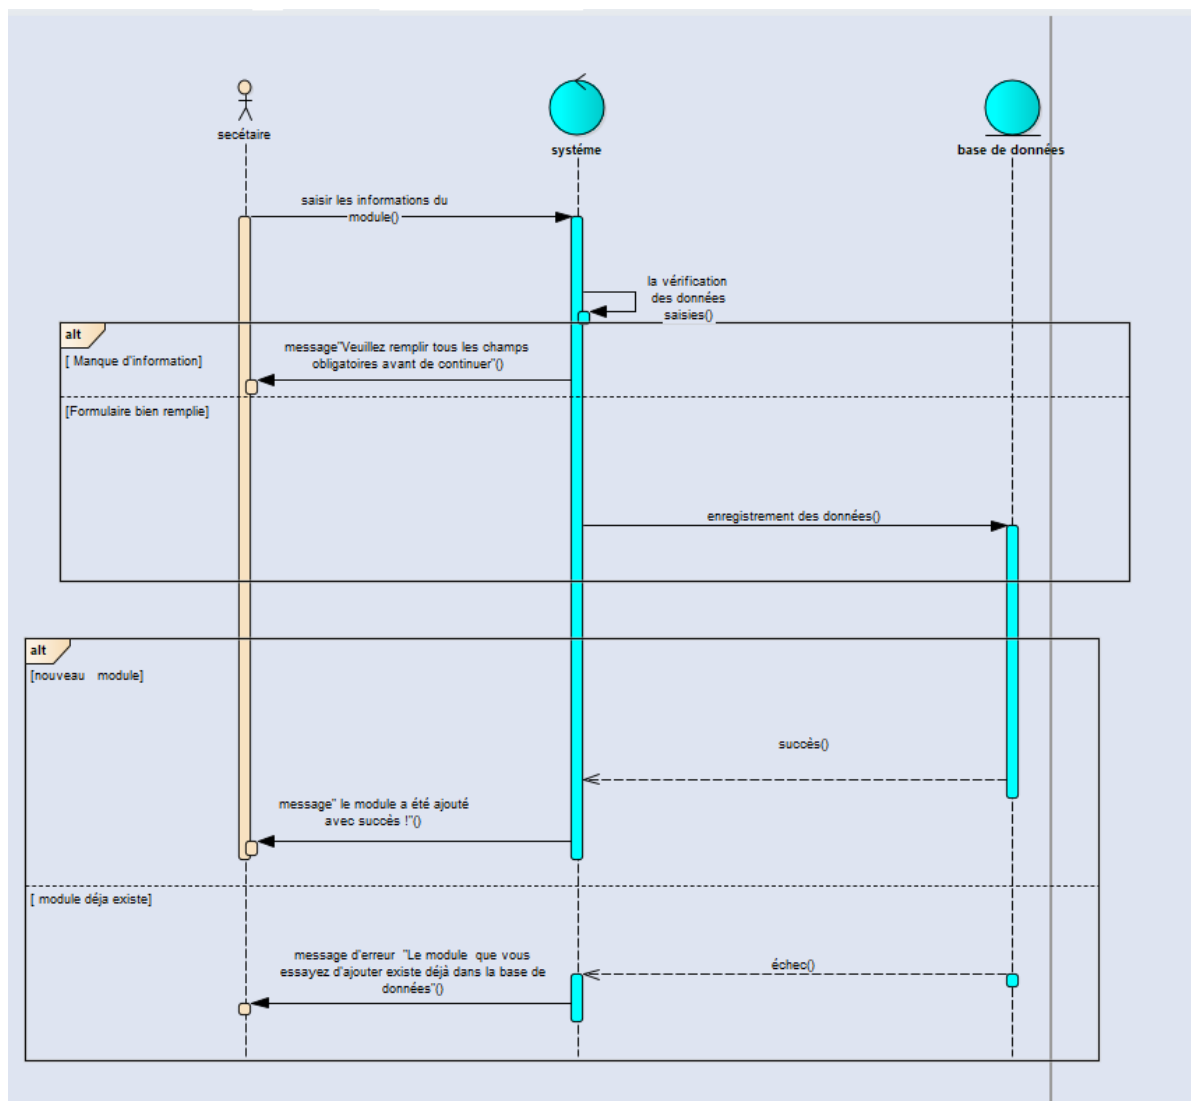 secétaire
systéme
base de données
saisir les informations du
module()
la vérification
des données
saisies()
alt
[ Manque d'information]
message"Veuillez remplir tous les champs
obligatoires avant de continuer"()
[Formulaire bien remplie]
enregistrement des données()
alt
[nouveau module]
succès()
message" le module a été ajouté
avec succès !"()
[ module déja existe]
message d'erreur "Le module que vous
essayez d'ajouter existe déjà dans la base de
données"()
échec()